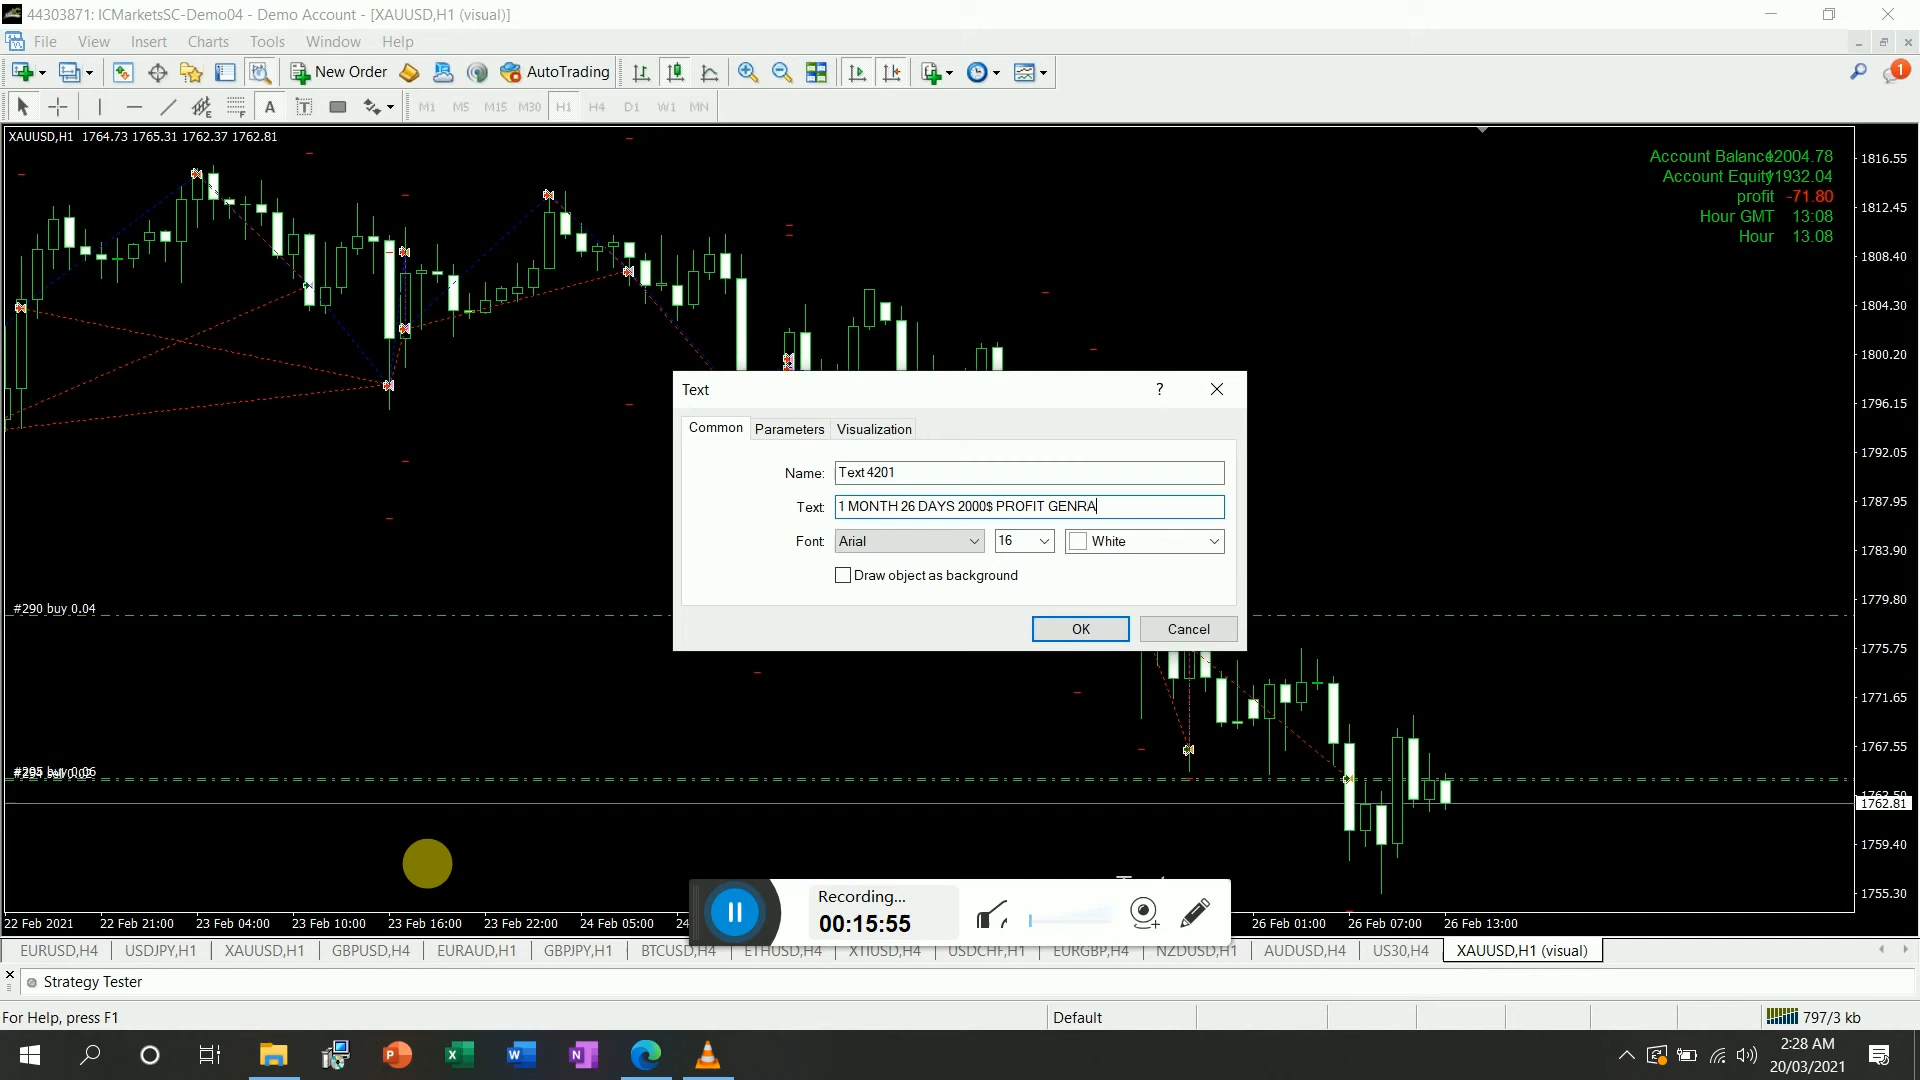 44303871: ICMarketsSC-Demo04 - Demo Account - [XAUUSD,H1 (visual)]
File View Insert Charts Tools Window Help
New Order AutoTrading 1
A T M1 M5 M15 M30 H1 H4 D1 W1 MN
XAUUSD,H1 1764.73 1765.31 1762.37 1762.81
Account Balance 12004.78
Account Equity 11932.04
profit -71.80
Hour GMT 13:08
Hour 13.08
1816.55
1812.45
1808.40
1804.30
1800.20
1796.15
1792.05
1787.95
1783.90
1779.80
1775.75
1771.65
1767.55
1762.81
1759.40
1755.30
Text
?
Common Parameters Visualization
Name: Text 4201
Text: 1 MONTH 26 DAYS 2000$ PROFIT GENRA
Font: Arial 16 White
Draw object as background
OK Cancel
#290 buy 0.04
Recording...
00:15:55
22 Feb 2021 22 Feb 21:00 23 Feb 04:00 23 Feb 10:00 23 Feb 16:00 23 Feb 22:00 24 Feb 05:00 26 Feb 01:00 26 Feb 07:00 26 Feb 13:00
EURUSD,H4 USDJPY,H1 XAUUSD,H1 GBPUSD,H4 EURAUD,H1 GBPJPY,H1 BTCUSD,H4 ETHUSD,H4 XTIUSD,H4 USDCHF,H1 EURGBP,H4 NZDUSD,H1 AUDUSD,H4 US30,H4 XAUUSD,H1 (visual)
Strategy Tester
For Help, press F1 Default 797/3 kb
2:28 AM
20/03/2021